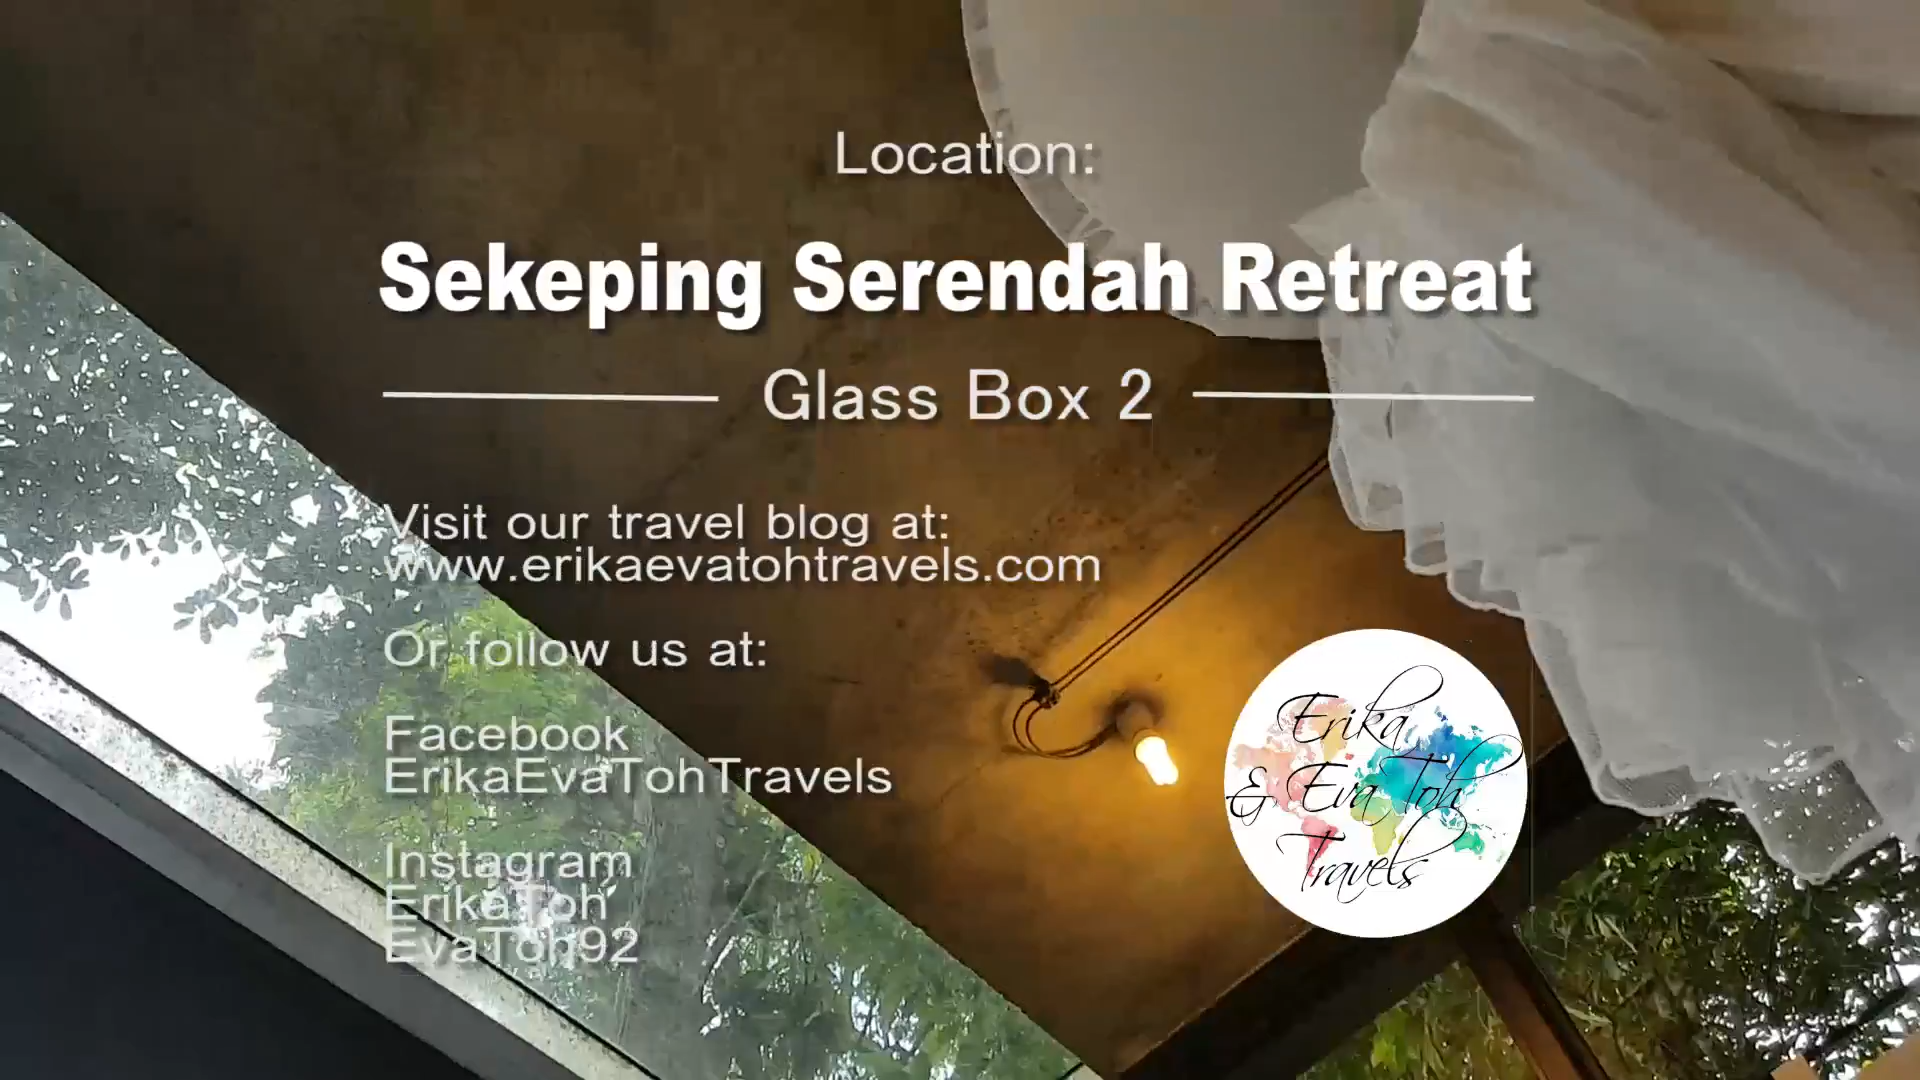 Location:
Sekeping Serendah Retreat
Glass Box 2
Visit our travel blog at:
www.erikaevatohtravels.com
Or follow us at:
Facebook
ErikaEvaTohTravels
Instagram
ErikaToh
EvaToh92
Erika
& Eva Toh
Travels